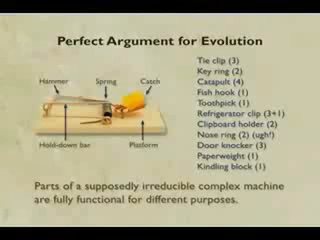 Perfect Argument for Evolution
Hammer
Spring
Catch
Hold-down bar
Platform
Tie clip (3)
Key ring (2)
Catapult (4)
Fish hook (1)
Toothpick (1)
Refrigerator clip (3+1)
Clipboard holder (2)
Nose ring (2) (ugh!)
Door knocker (3)
Paperweight (1)
Kindling block (1)
Parts of a supposedly irreducible complex machine
are fully functional for different purposes.